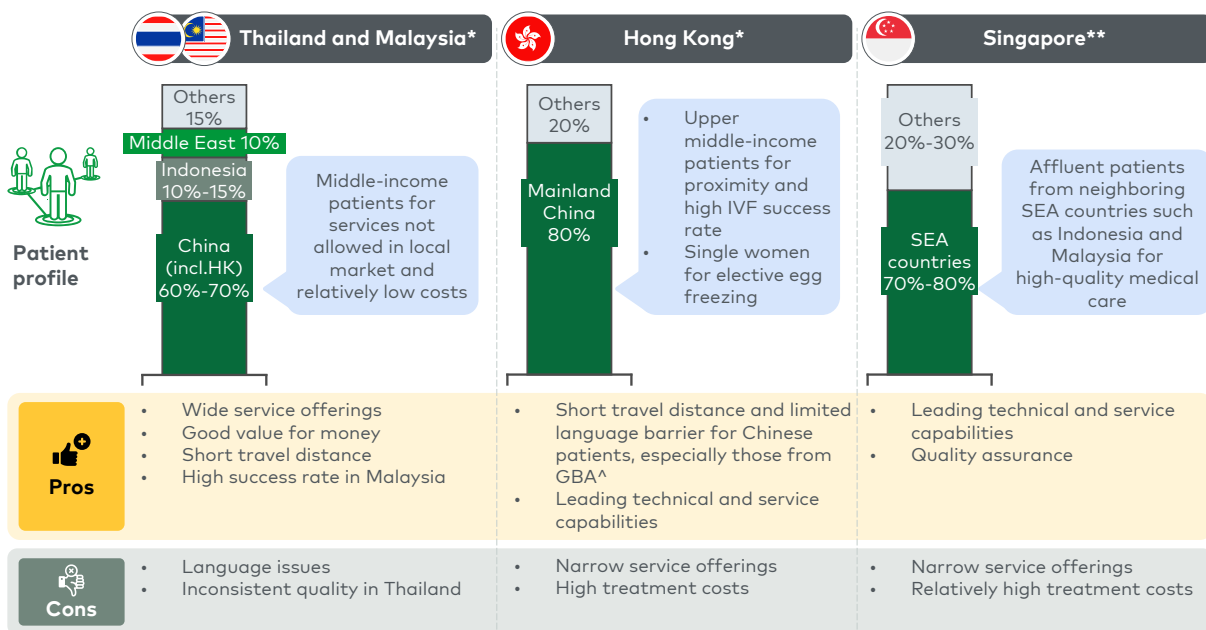 Thailand and Malaysia*
Hong Kong*
Singapore**
Patient
profile
Others
15%
Middle East 10%
Indonesia
10%-15%
China
(incl.HK)
60%-70%
Middle-income
patients for
services not
allowed in local
market and
relatively low costs
Others
20%
Mainland
China
80%
• Upper
middle-income
patients for
proximity and
high IVF success
rate
• Single women
for elective egg
freezing
Others
20%-30%
SEA
countries
70%-80%
Affluent patients
from neighboring
SEA countries such
as Indonesia and
Malaysia for
high-quality medical
care
Pros
• Wide service offerings
• Good value for money
• Short travel distance
• High success rate in Malaysia
• Short travel distance and limited
language barrier for Chinese
patients, especially those from
GBA^
• Leading technical and service
capabilities
• Leading technical and service
capabilities
• Quality assurance
Cons
• Language issues
• Inconsistent quality in Thailand
• Narrow service offerings
• High treatment costs
• Narrow service offerings
• Relatively high treatment costs